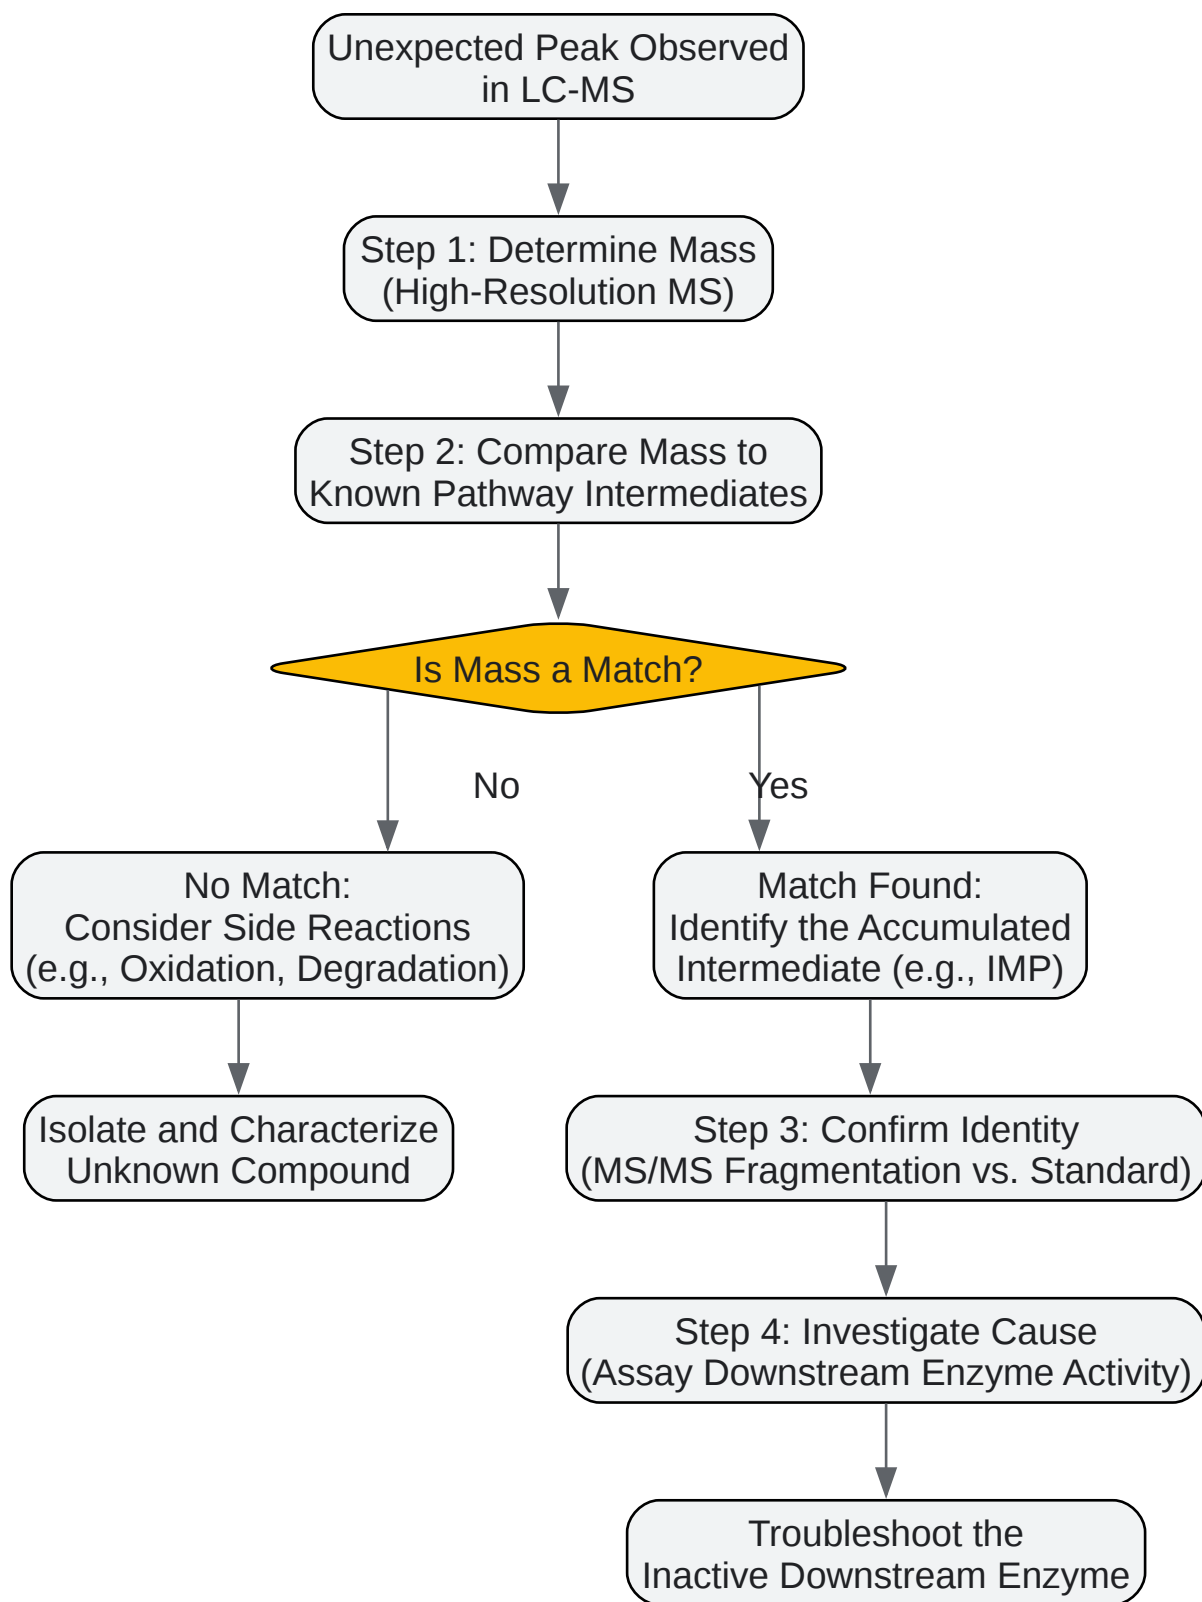 Unexpected Peak Observed
in LC-MS
Step 1: Determine Mass
(High-Resolution MS)
Step 2: Compare Mass to
Known Pathway Intermediates
Is Mass a Match?
No
Yes
No Match:
Consider Side Reactions
(e.g., Oxidation, Degradation)
Match Found:
Identify the Accumulated
Intermediate (e.g., IMP)
Isolate and Characterize
Unknown Compound
Step 3: Confirm Identity
(MS/MS Fragmentation vs. Standard)
Step 4: Investigate Cause
(Assay Downstream Enzyme Activity)
Troubleshoot the
Inactive Downstream Enzyme